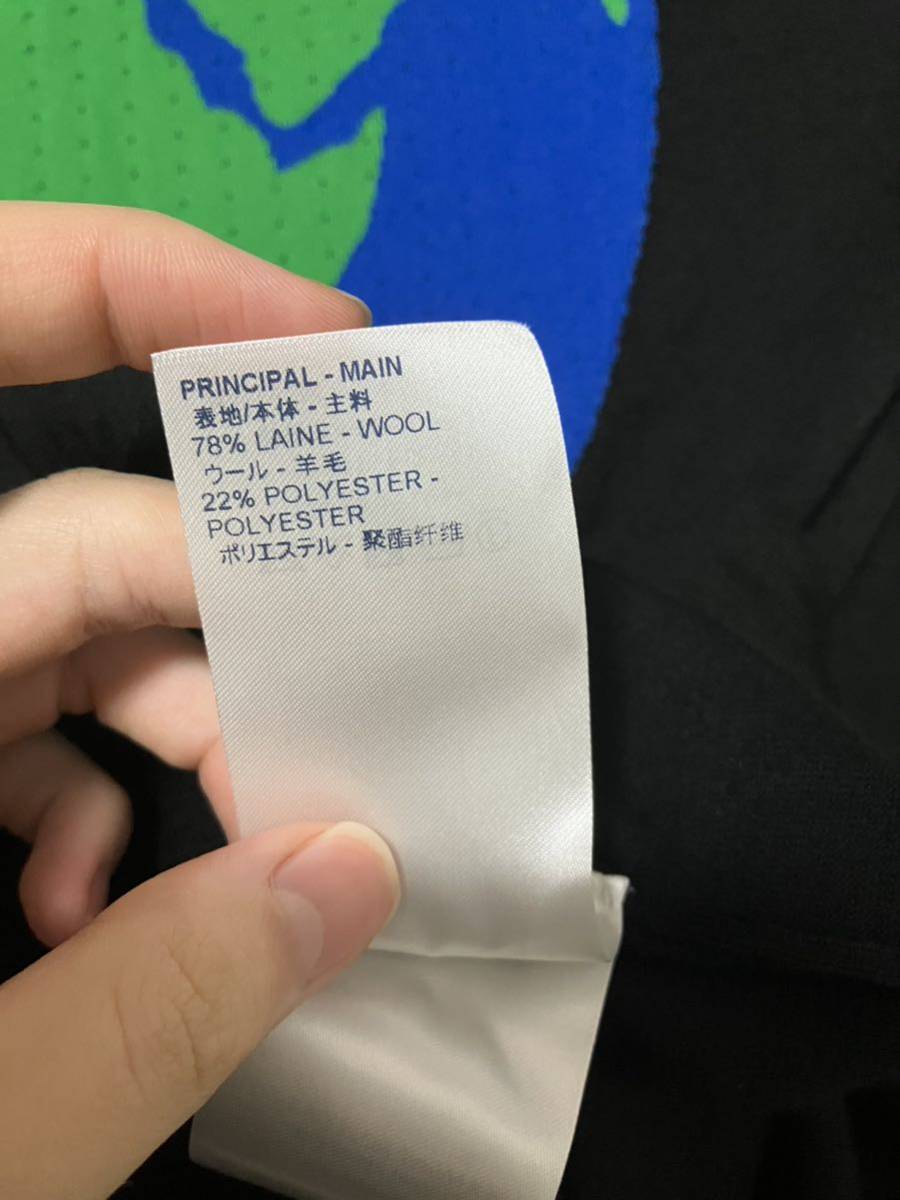 PRINCIPAL - MAIN
表地/本体 - 主料
78% LAINE - WOOL
ウール - 羊毛
22% POLYESTER -
POLYESTER
ポリエステル - 聚酯纤维